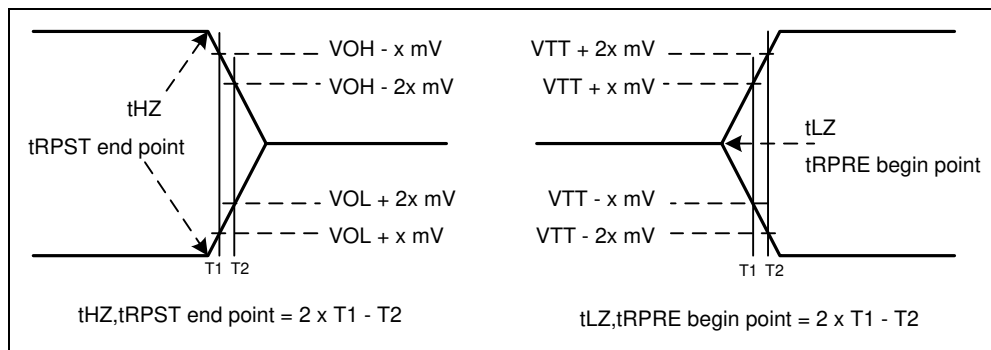 VOH - x mV
VOH - 2x mV
tHZ
tRPST end point
VOL + 2x mV
VOL + x mV
T1 T2
tHZ,tRPST end point = 2 x T1 - T2
VTT + 2x mV
VTT + x mV
tLZ
tRPRE begin point
VTT - x mV
VTT - 2x mV
T1 T2
tLZ,tRPRE begin point = 2 x T1 - T2